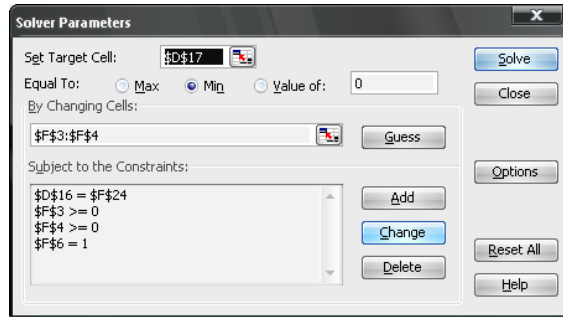 Solver Parameters
X
Set Target Cell: $D$17
Solve
Equal To: Max Min Value of: 0
Close
By Changing Cells:
$F$3:$F$4
Guess
Subject to the Constraints:
Options
$D$16 = $F$24
$F$3 >= 0
$F$4 >= 0
$F$6 = 1
Add
Change
Delete
Reset All
Help